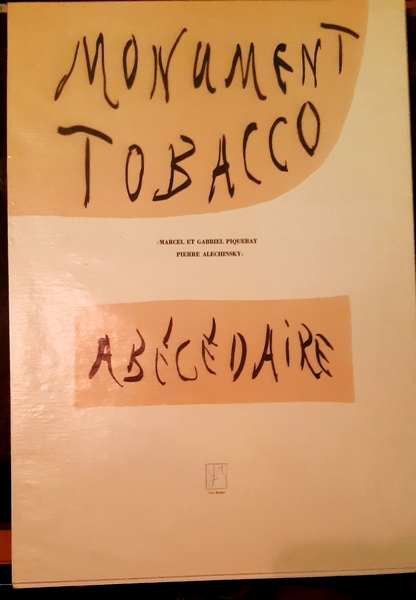 MONUMENT
TOBACCO
(MARCEL ET GABRIEL PIQUERAY
PIERRE ALECHINSKY)
ABÉCÉDAIRE